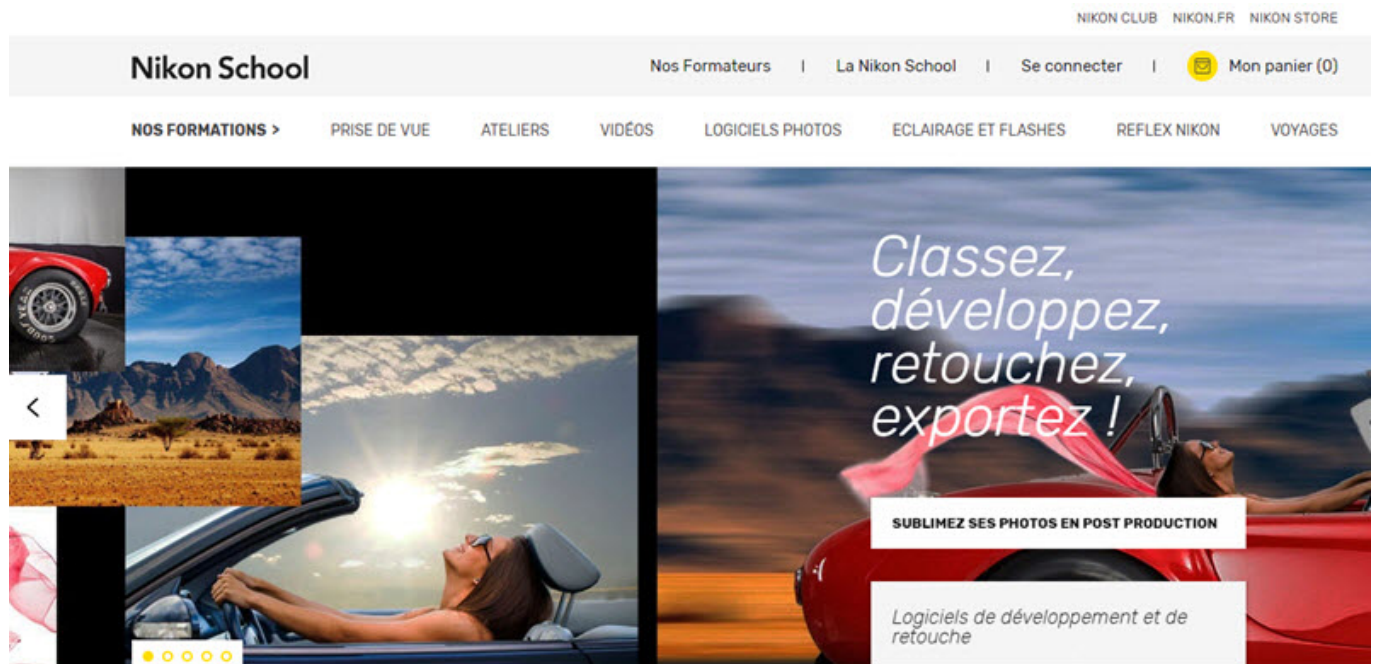 NIKON CLUB NIKON.FR NIKON STORE
Nikon School
Nos Formateurs | La Nikon School | Se connecter | Mon panier (0)
NOS FORMATIONS > PRISE DE VUE ATELIERS VIDÉOS LOGICIELS PHOTOS ECLAIRAGE ET FLASHES REFLEX NIKON VOYAGES
Classez,
développez,
retouchez,
exportez !
SUBLIMEZ SES PHOTOS EN POST PRODUCTION
Logiciels de développement et de
retouche